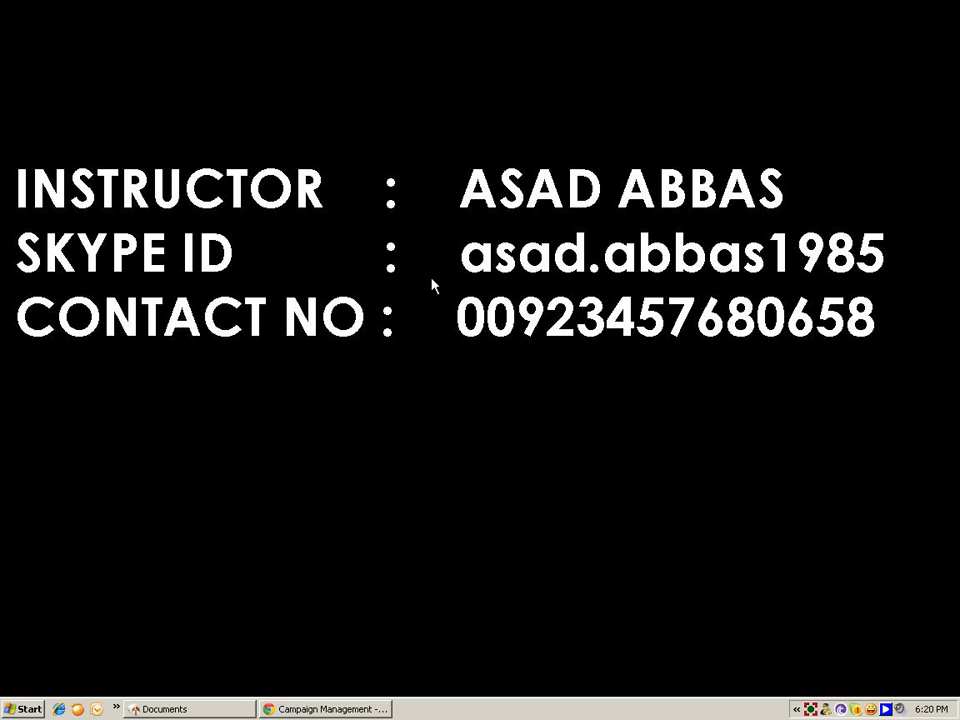 INSTRUCTOR : ASAD ABBAS
SKYPE ID : asad.abbas1985
CONTACT NO : 00923457680658
Start » Documents Campaign Management -... « 6:20 PM